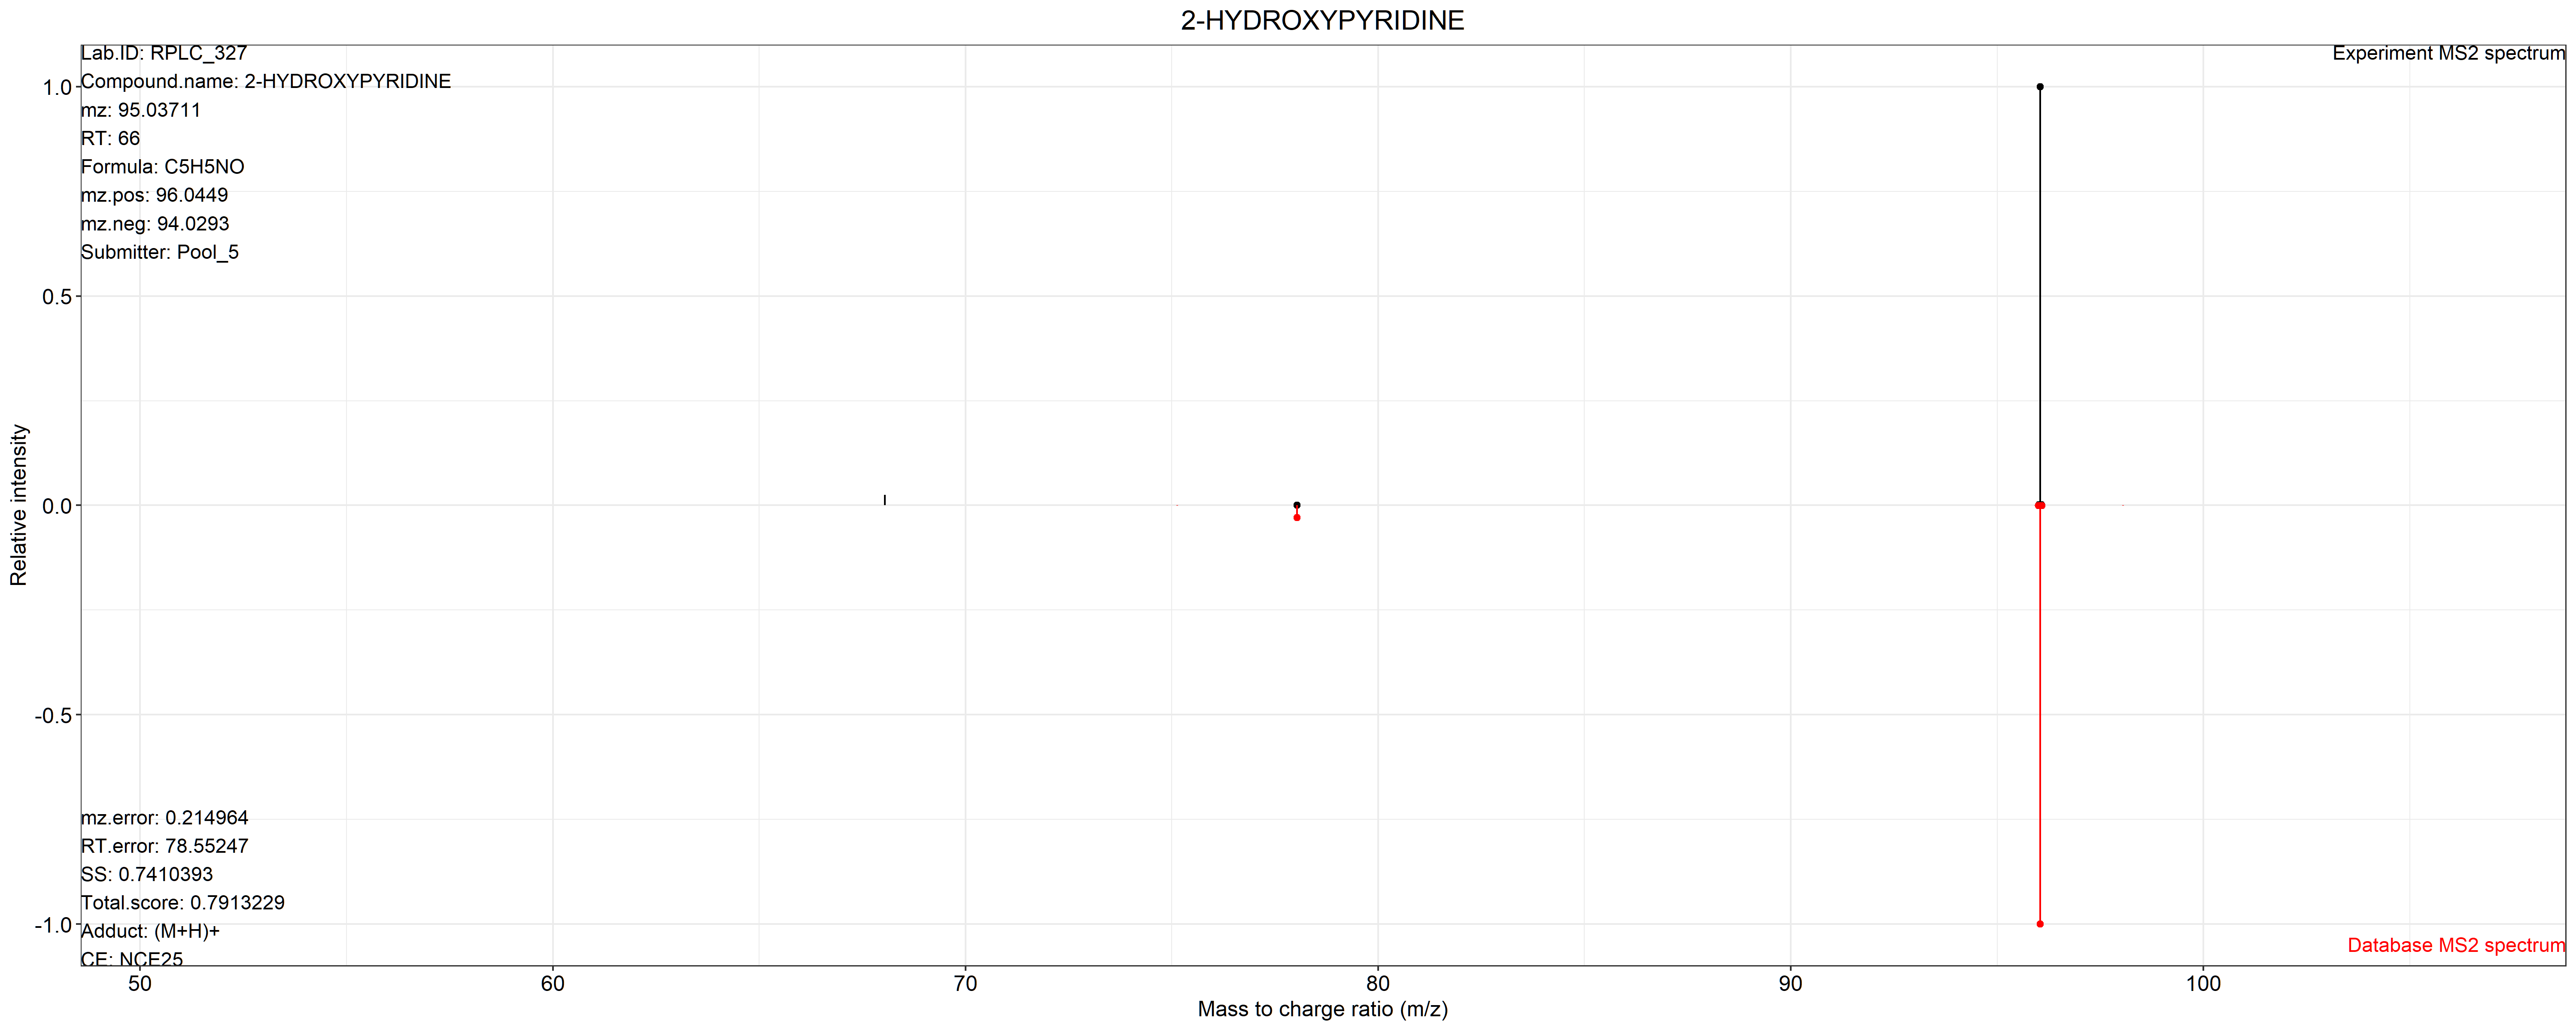 2-HYDROXYPYRIDINE
Lab.ID: RPLC_327
Experiment MS2 spectrum
Compound.name: 2-HYDROXYPYRIDINE
mz: 95.03711
RT: 66
Formula: C5H5NO
mz.pos: 96.0449
mz.neg: 94.0293
Submitter: Pool_5
1.0
0.5
0.0
-0.5
-1.0
Relative intensity
mz.error: 0.214964
RT.error: 78.55247
SS: 0.7410393
Total.score: 0.7913229
Adduct: (M+H)+
CE: NCE25
Database MS2 spectrum
50 60 70 80 90 100
Mass to charge ratio (m/z)